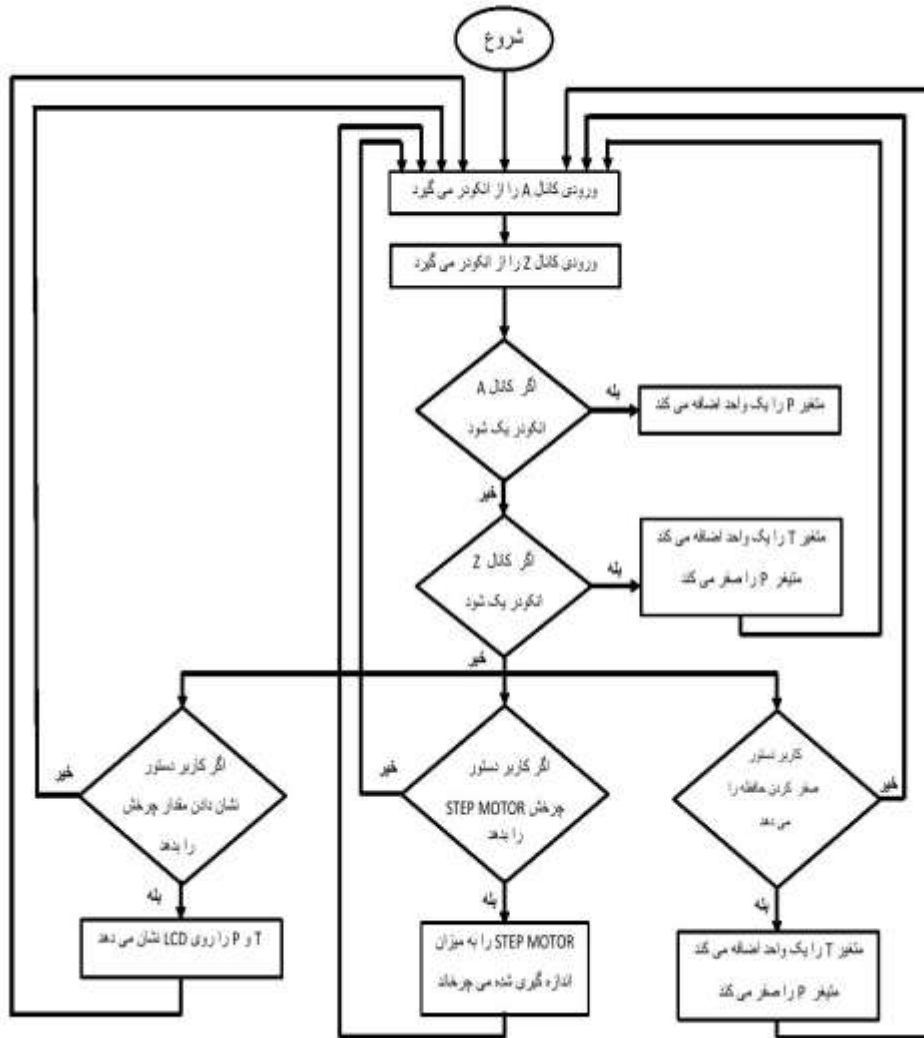 شروع
ورودی کانال A را از انکودر می گیرد
ورودی کانال Z را از انکودر می گیرد
اگر کانال A
انکودر یک شود
بله
متغیر P را یک واحد اضافه می کند
خیر
اگر کانال Z
انکودر یک شود
بله
متغیر T را یک واحد اضافه می کند
متیغر P را صفر می کند
خیر
کاربر دستور
صفر کردن حافظه را
می دهد
خیر
بله
متغیر T را یک واحد اضافه می کند
متیغر P را صفر می کند
اگر کاربر دستور
چرخش STEP MOTOR
را بدهد
خیر
بله
STEP MOTOR را به میزان
اندازه گیری شده می چرخاند
اگر کاربر دستور
نشان دادن مقدار چرخش
را بدهد
خیر
بله
T و P را روی LCD نشان می دهد